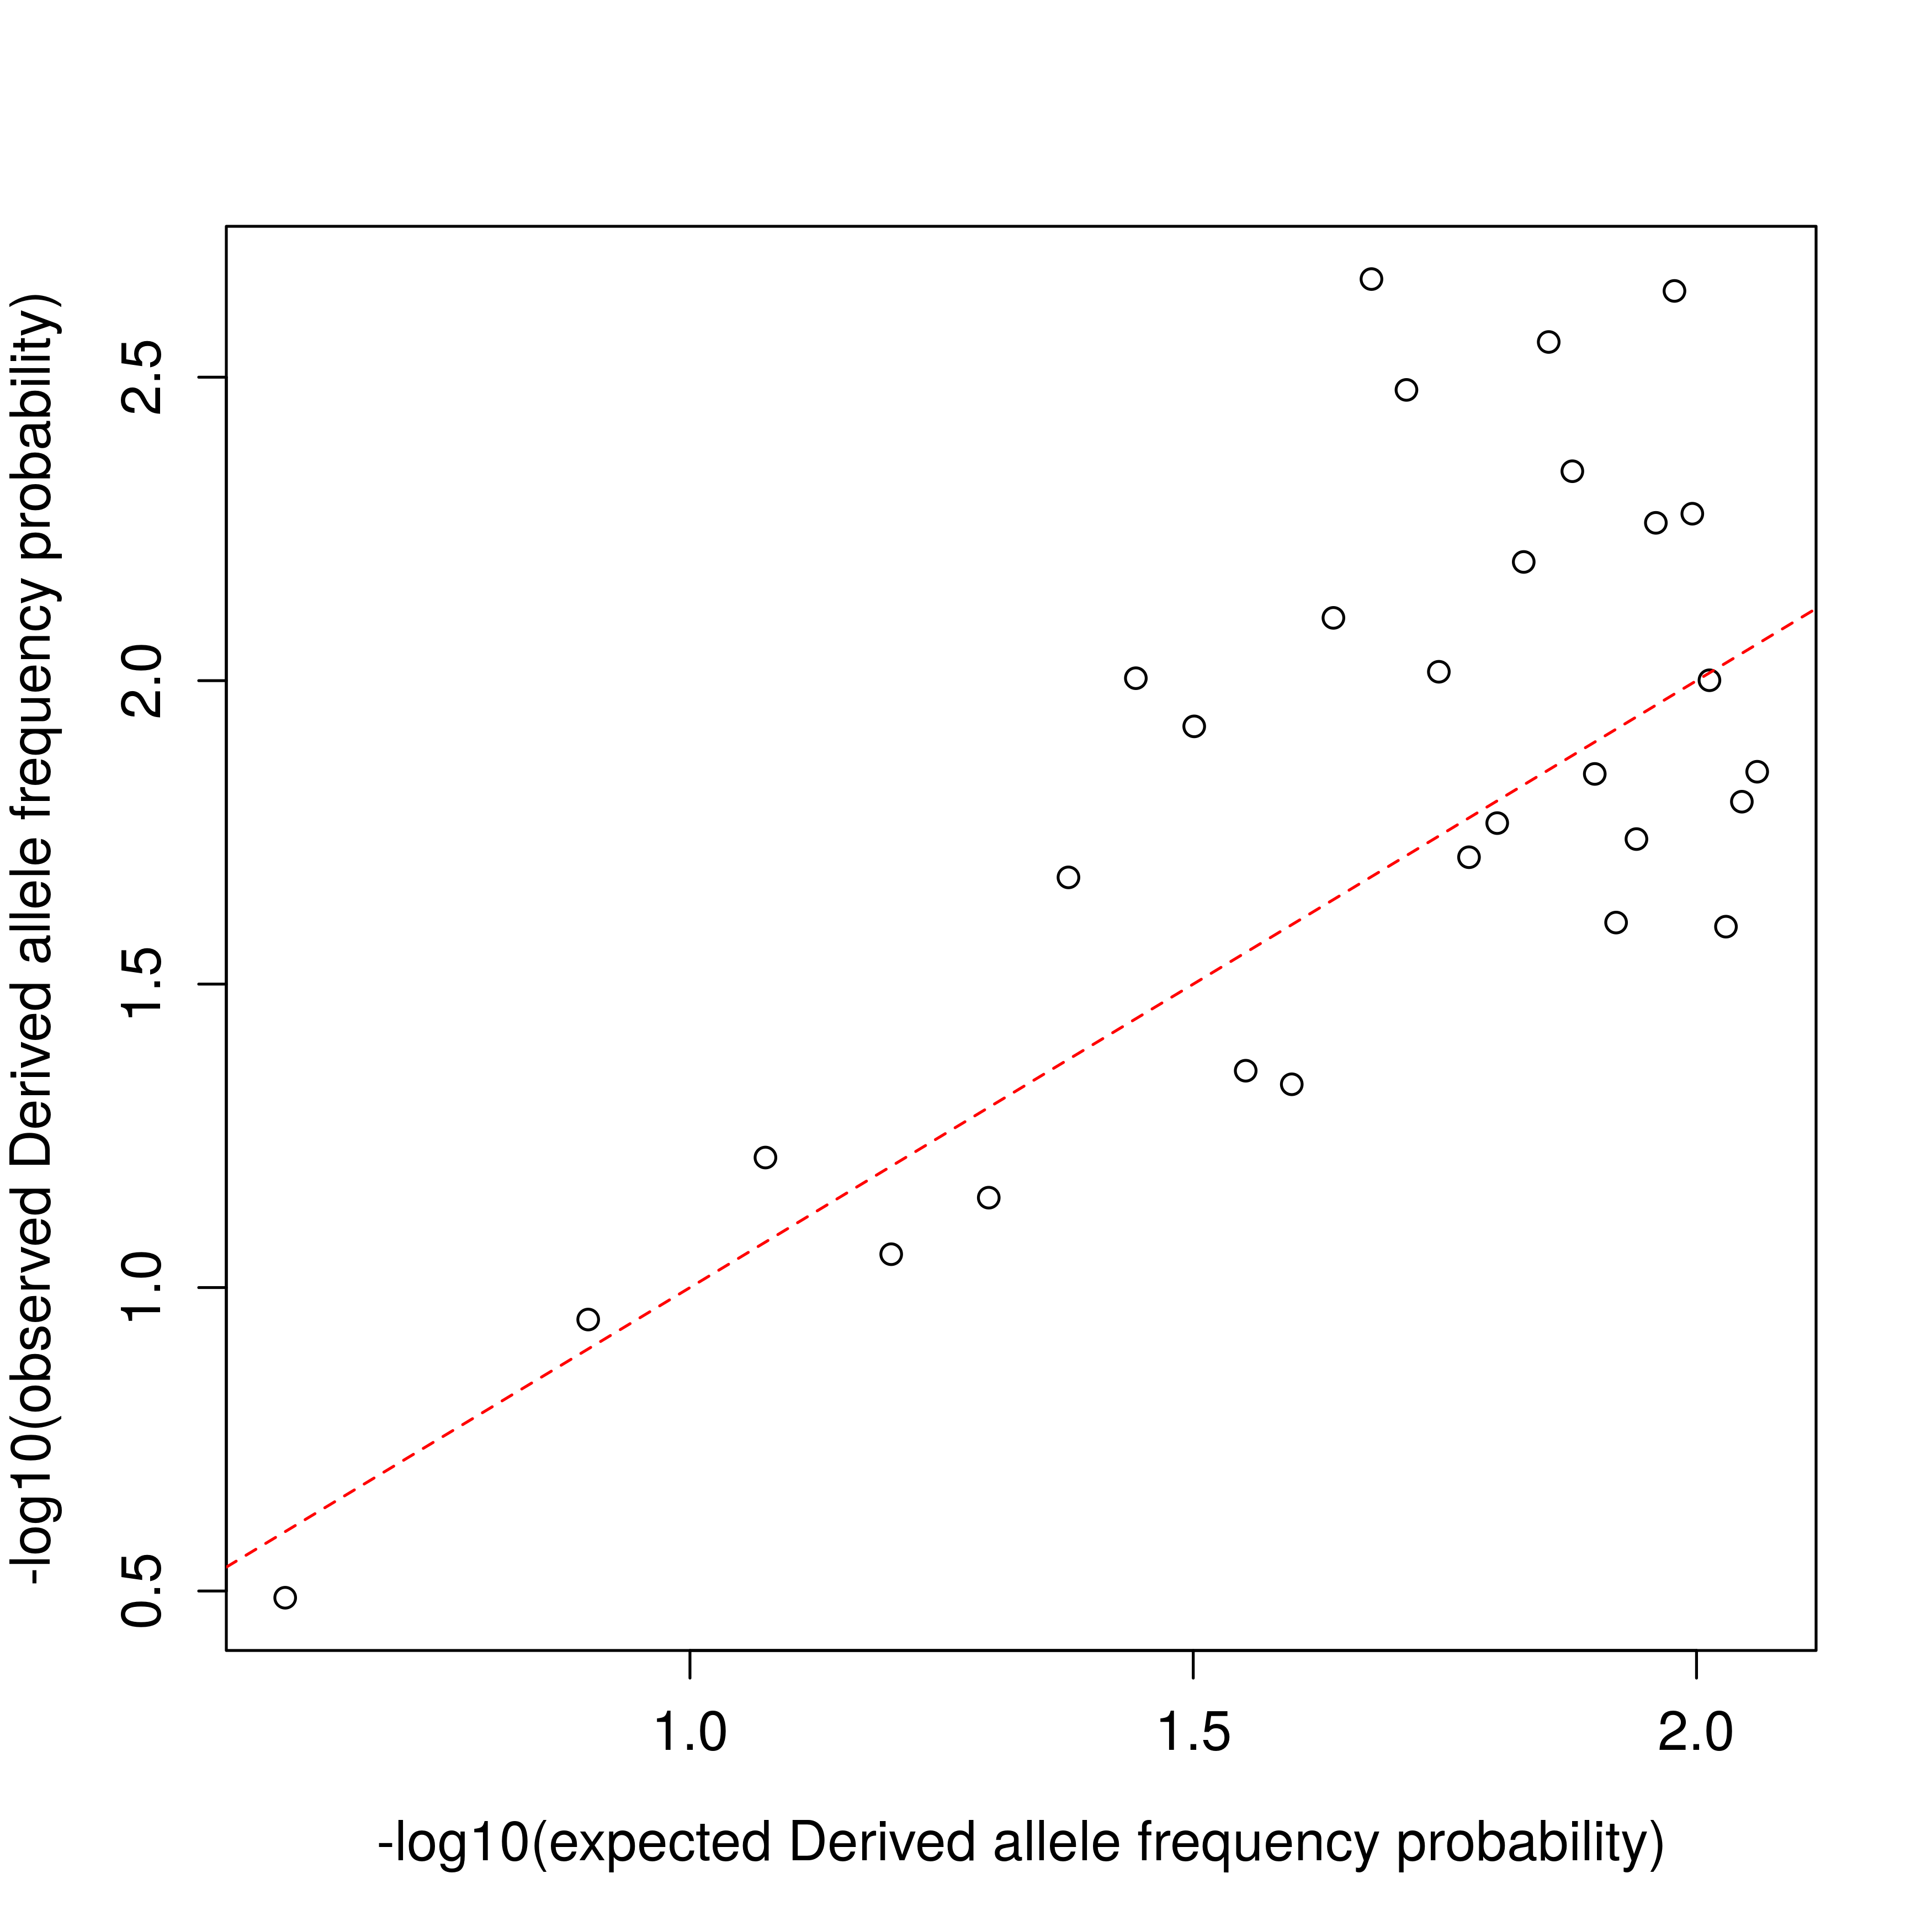 -log10(observed Derived allele frequency probability)
2.5
2.0
1.5
1.0
0.5
1.0 1.5 2.0
-log10(expected Derived allele frequency probability)